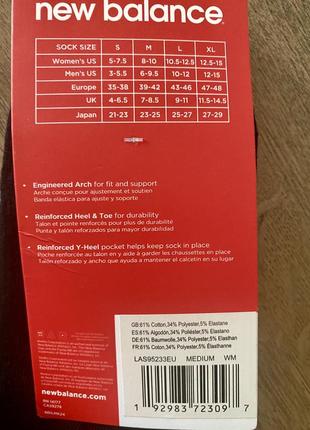 new balance
SOCK SIZE S M L XL
Women's US 5-7.5 8-10 10.5-12.5 12.5-15
Men's US 3-5.5 6-9.5 10-12 12-15
Europe 35-38 39-42 43-46 47-48
UK 4-6.5 7-8.5 9-11 11.5-14.5
Japan 21-23 23-25 25-27 27-29
Engineered Arch for fit and support
Arche conçue pour ajustement et soutien
Banda elástica para ajuste y soporte
Reinforced Heel & Toe for durability
Talon et pointe renforcés pour plus de durabilité
Punta y talón reforzados para mayor durabilidad
Reinforced Y-Heel pocket helps keep sock in place
Poche renforcée au talon en y aide à garder les chaussettes en place
Talón reforzado y ancho que ayuda a mantener el calcetín en su lugar
GB:61% Cotton,34% Polyester,5% Elastane
ES:61% Algodón,34% Poliéster,5% Elastano
DE:61% Baumwolle,34% Polyester,5% Elasthan
FR:61% Coton,34% Polyester,5% Élasthanne
LAS95233EU MEDIUM WM
1 92983 72309 7
newbalance.com
RN 14077